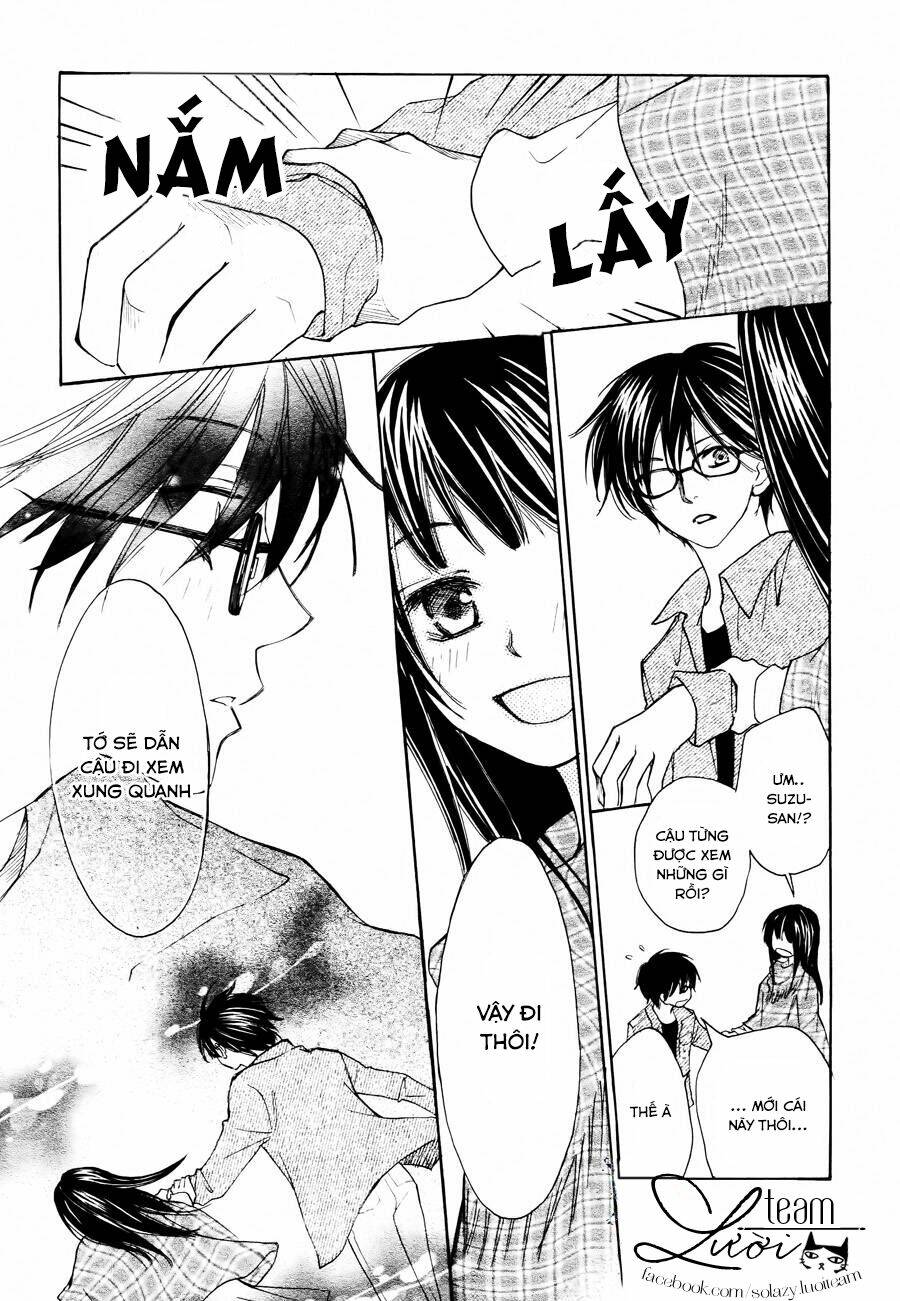 NẮM
LẤY
ƯM..
SUZU-
SAN!?
CẬU TỪNG
ĐƯỢC XEM
NHỮNG GÌ
RỒI?
... MỚI CÁI
NÀY THÔI...
THẾ À
VẬY ĐI
THÔI!
TỚ SẼ DẪN
CẬU ĐI XEM
XUNG QUANH
team
Lười
facebook.com/solazy.luoiteam